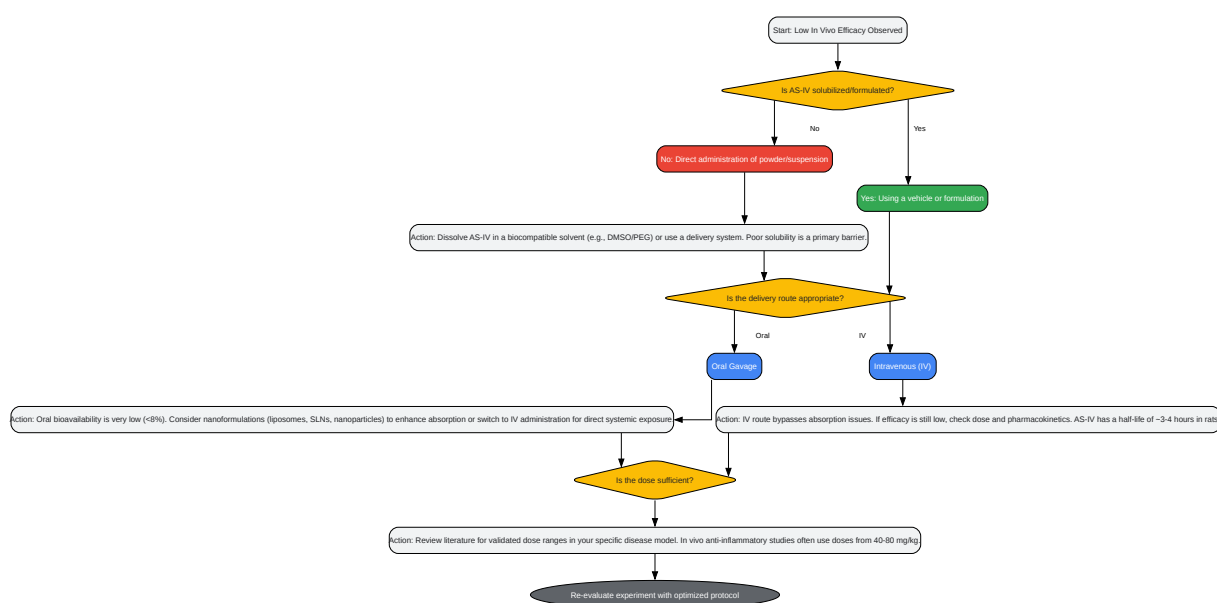 Start: Low In Vivo Efficacy Observed
Is AS-IV solubilized/formulated?
No
Yes
No: Direct administration of powder/suspension
Yes: Using a vehicle or formulation
Action: Dissolve AS-IV in a biocompatible solvent (e.g., DMSO/PEG) or use a delivery system. Poor solubility is a primary barrier.
Is the delivery route appropriate?
Oral
IV
Oral Gavage
Intravenous (IV)
Action: Oral bioavailability is very low (<8%). Consider nanoformulations (liposomes, SLNs, nanoparticles) to enhance absorption or switch to IV administration for direct systemic exposure.
Action: IV route bypasses absorption issues. If efficacy is still low, check dose and pharmacokinetics. AS-IV has a half-life of ~3-4 hours in rats.
Is the dose sufficient?
Action: Review literature for validated dose ranges in your specific disease model. In vivo anti-inflammatory studies often use doses from 40-80 mg/kg.
Re-evaluate experiment with optimized protocol